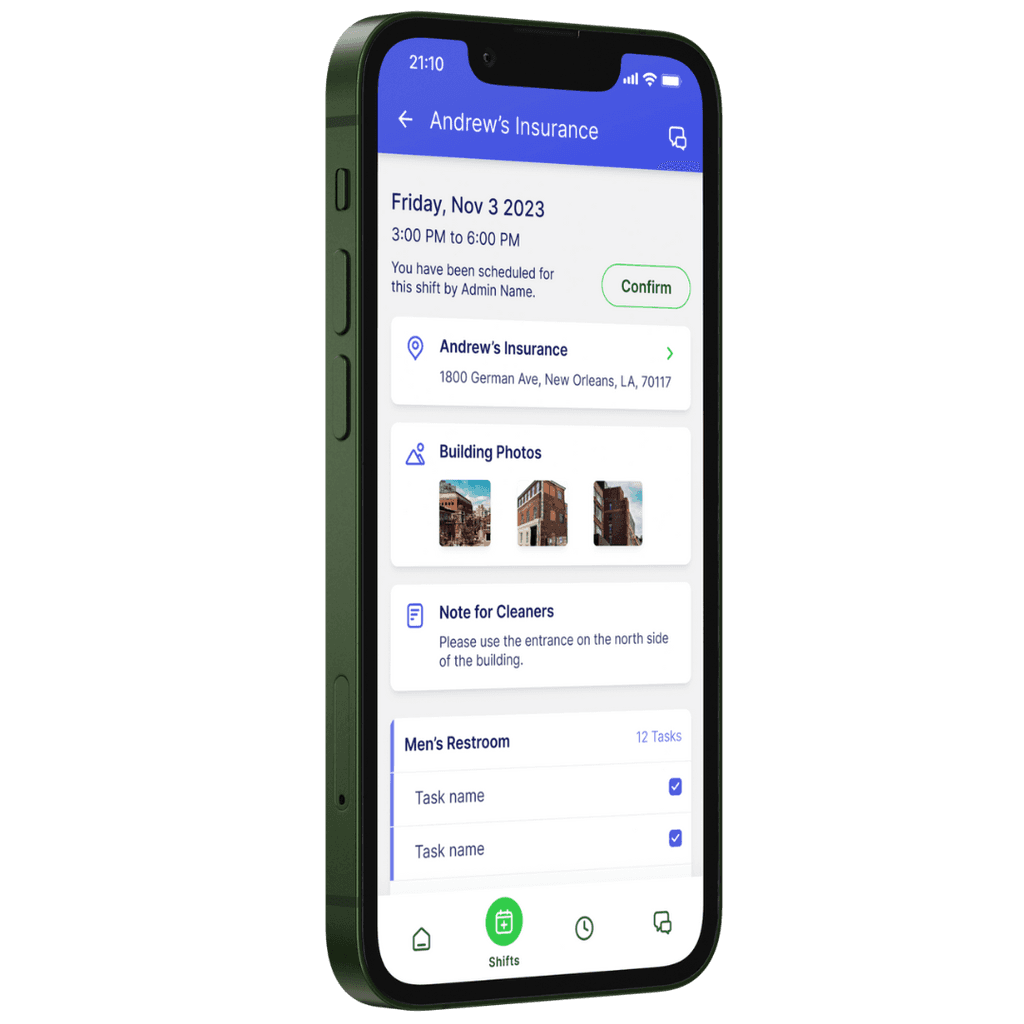 21:10
Andrew's Insurance
Friday, Nov 3 2023
3:00 PM to 6:00 PM
You have been scheduled for
this shift by Admin Name.
Confirm
Andrew's Insurance
1800 German Ave, New Orleans, LA, 70117
Building Photos
Note for Cleaners
Please use the entrance on the north side
of the building.
Men's Restroom
12 Tasks
Task name
Task name
Shifts